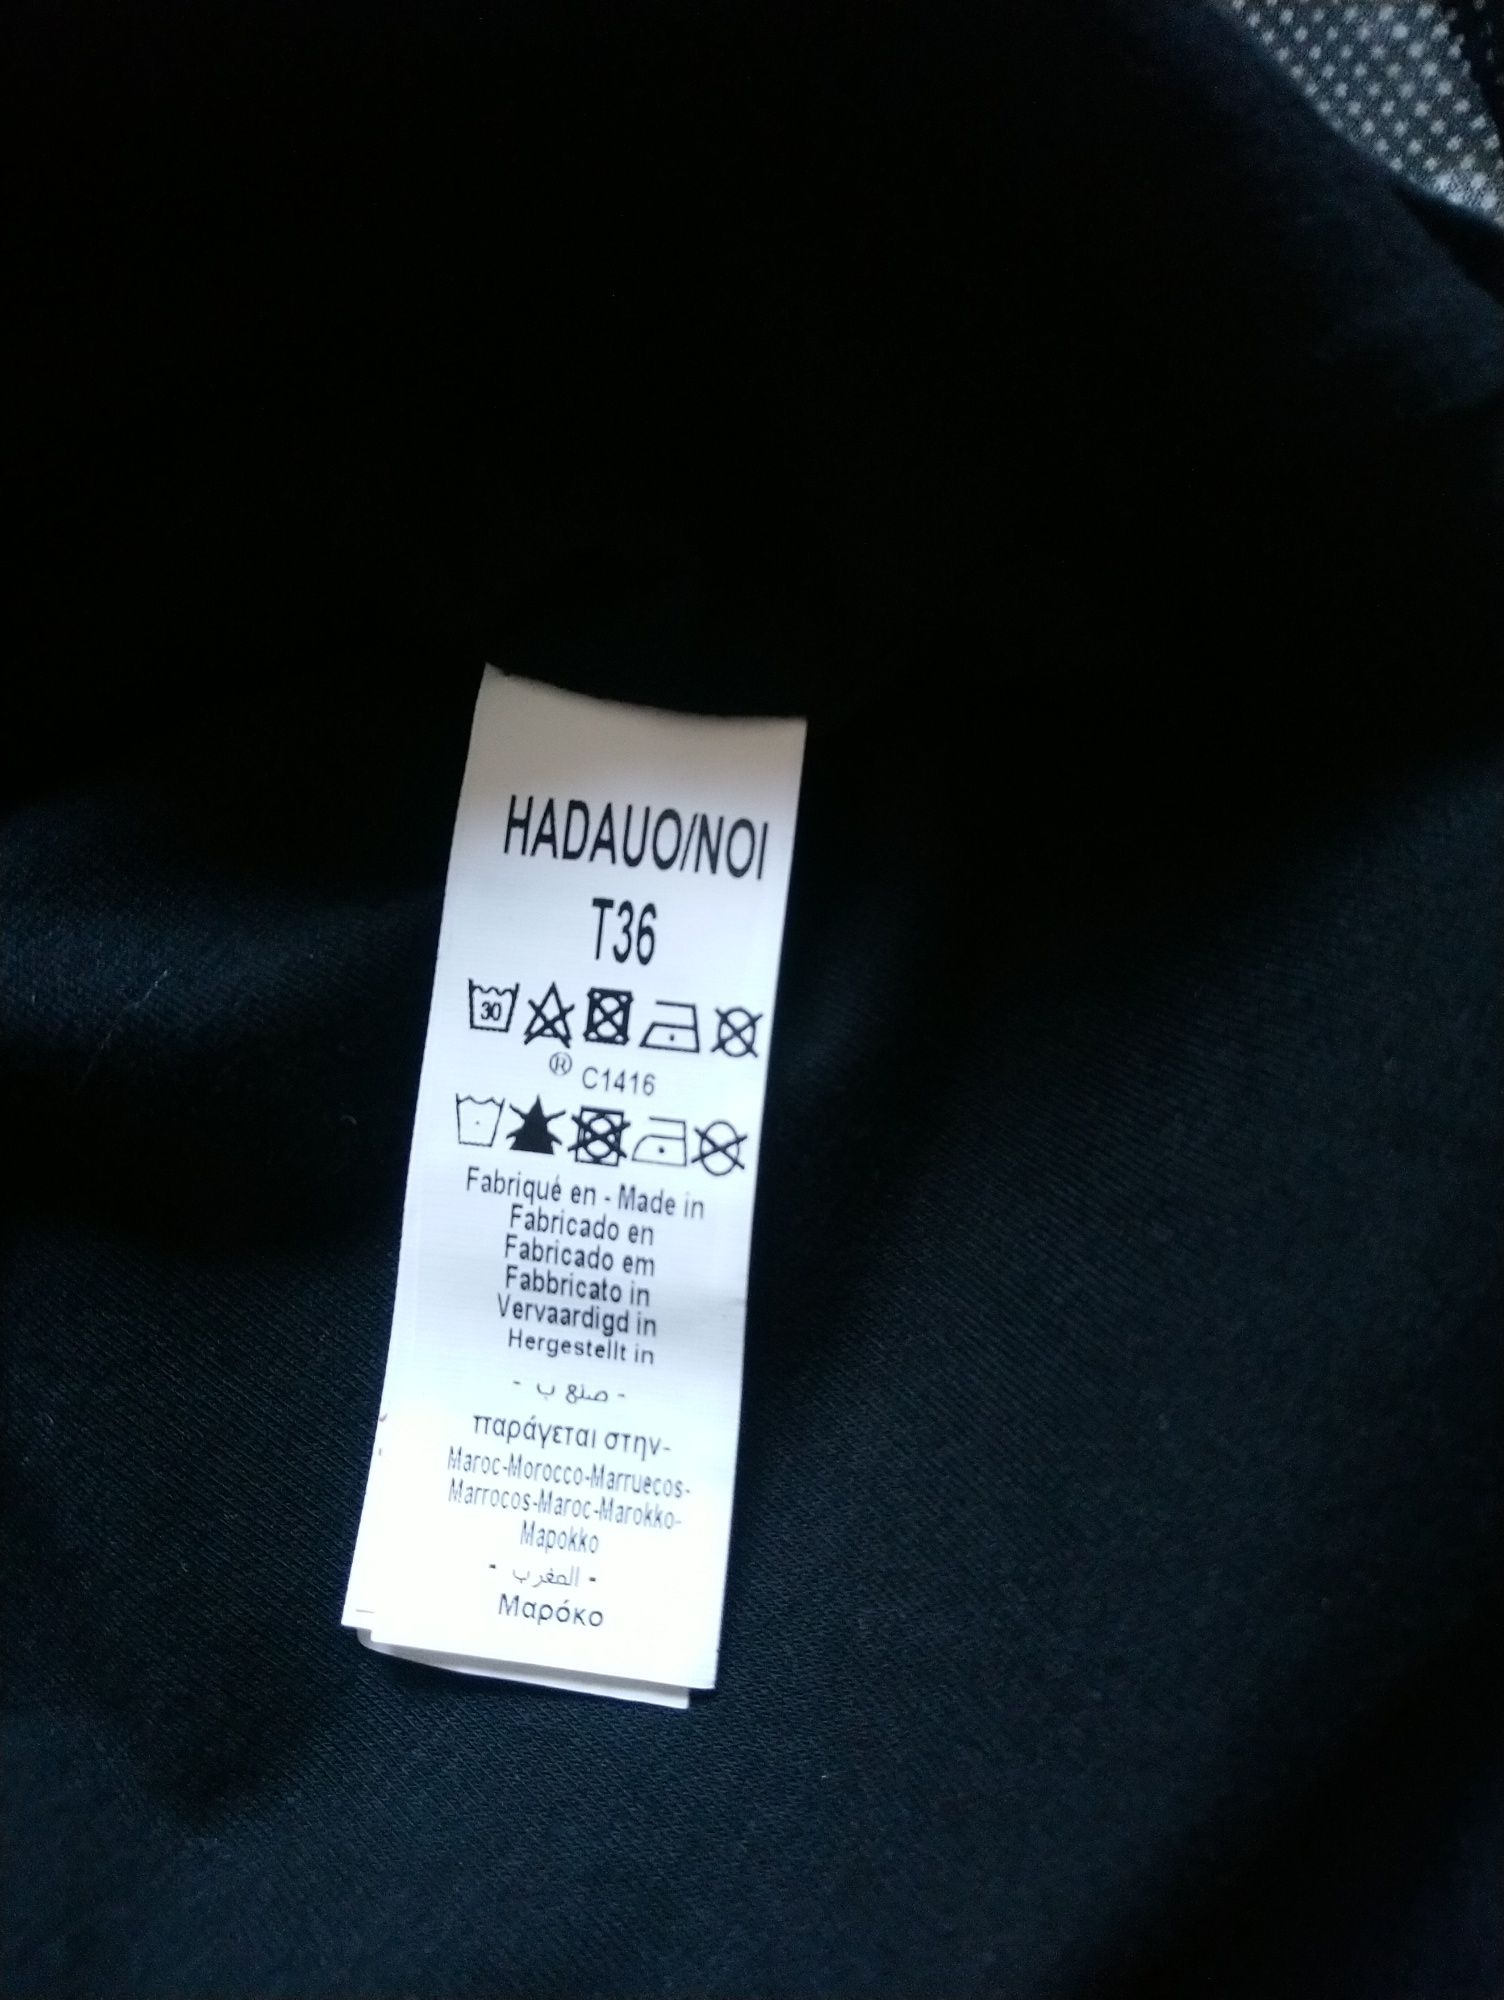 HADAUO/NOI
T36
30
® C1416
Fabriqué en - Made in
Fabricado en
Fabricado em
Fabbricato in
Vervaardigd in
Hergestellt in
- صنع ب -
παράγεται στην-
Maroc-Morocco-Marruecos-
Marrocos-Maroc-Marokko-
Mapokko
- المغرب -
Μαρόκο